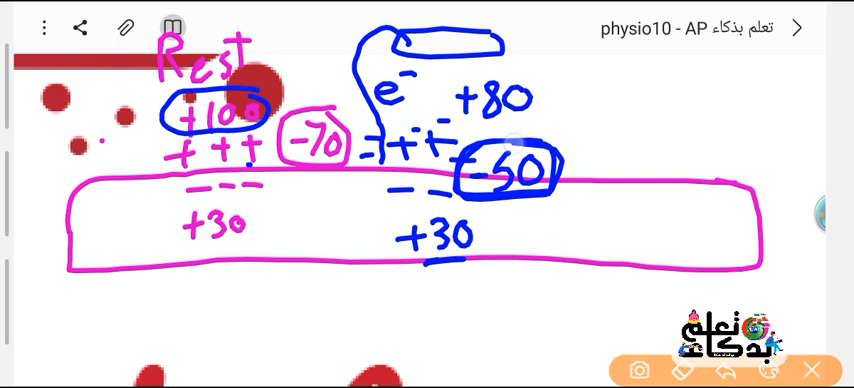 physio10 - AP تعلم بذكاء
Rest
e⁻
+80
+100
+++
-70
= + - + - -
-50
---
-- 
+30
+30
تعلم
بذكاء